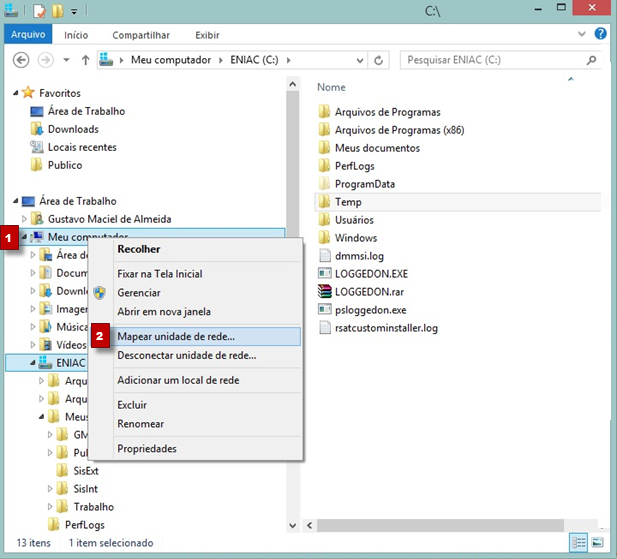 C:\
Arquivo Início Compartilhar Exibir
Meu computador ENIAC (C:)
Pesquisar ENIAC (C:)
Favoritos
Área de Trabalho
Downloads
Locais recentes
Publico
Área de Trabalho
Gustavo Maciel de Almeida
1
Meu computador
Área de
Docum
Downl
Imager
Música
Vídeos
ENIAC
Arqu
Arqu
Meus
GM
Pul
SisExt
SisInt
Trabalho
PerfLogs
Recolher
Fixar na Tela Inicial
Gerenciar
Abrir em nova janela
2
Mapear unidade de rede...
Desconectar unidade de rede...
Adicionar um local de rede
Excluir
Renomear
Propriedades
Nome
Arquivos de Programas
Arquivos de Programas (x86)
Meus documentos
PerfLogs
ProgramData
Temp
Usuários
Windows
dmmsi.log
LOGGEDON.EXE
LOGGEDON.rar
psloggedon.exe
rsatcustominstaller.log
13 itens 1 item selecionado